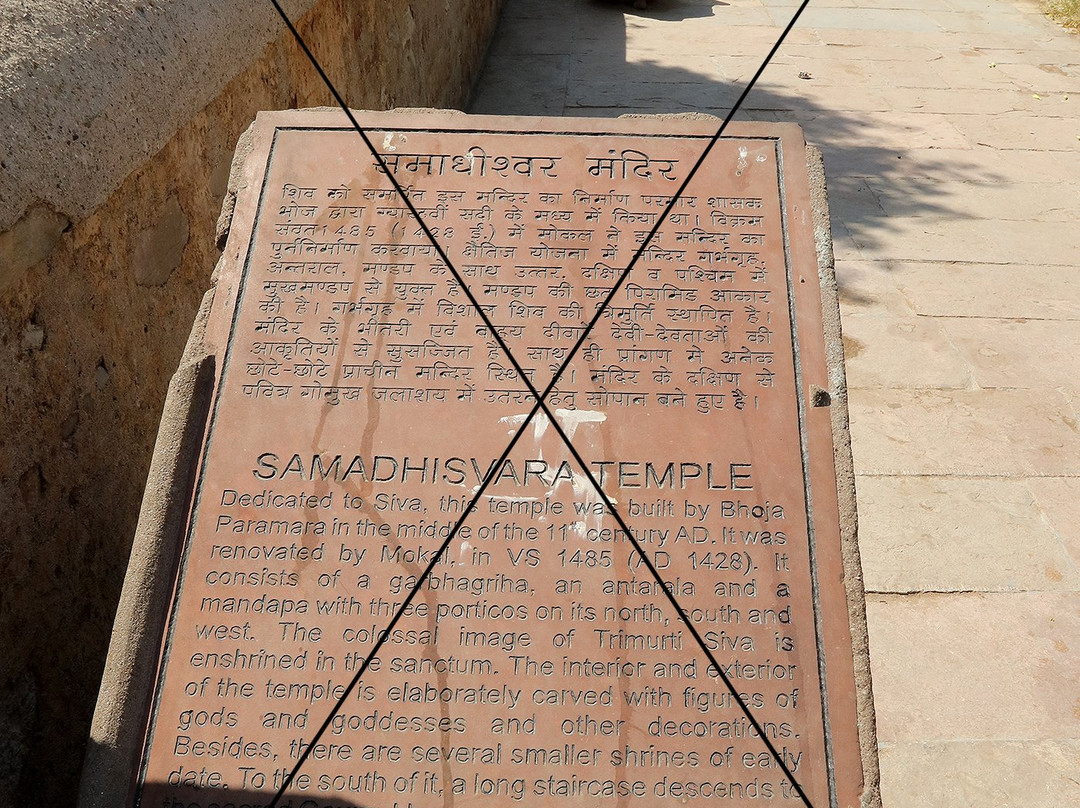 समाधीश्वर मंदिर
शिव को समर्पित इस मन्दिर का निर्माण परमार शासक
भोज द्वारा ग्यारहवीं सदी के मध्य में किया था। विक्रम
संवत 1485 (1428 ई.) में मोकल ने इस मन्दिर का
पुर्ननिर्माण करवाया। क्षैतिज योजना में मन्दिर गर्भगृह,
अन्तराल, मण्डप के साथ उत्तर, दक्षिण व पश्चिम में
मुखमण्डप से युक्त है। मण्डप की छत पिरामिड आकार
की है। गर्भगृह में विशाल शिव की त्रिमुर्ति स्थापित है।
मंदिर के भीतरी एवं बाह्य दीवारें देवी-देवताओं की
आकृतियों से सुसज्जित है। साथ ही प्रांगण मे अनेक
छोटे-छोटे प्राचीन मन्दिर स्थित है। मंदिर के दक्षिण से
पवित्र गोमुख जलाशय में उतरने हेतु सोपान बने हुए है।
SAMADHISVARA TEMPLE
Dedicated to Siva, this temple was built by Bhoja
Paramara in the middle of the 11th century AD. It was
renovated by Mokal, in VS 1485 (AD 1428). It
consists of a garbhagriha, an antarala and a
mandapa with three porticos on its north, south and
west. The colossal image of Trimurti Siva is
enshrined in the sanctum. The interior and exterior
of the temple is elaborately carved with figures of
gods and goddesses and other decorations.
Besides, there are several smaller shrines of early
date. To the south of it, a long staircase descends to
the sacred